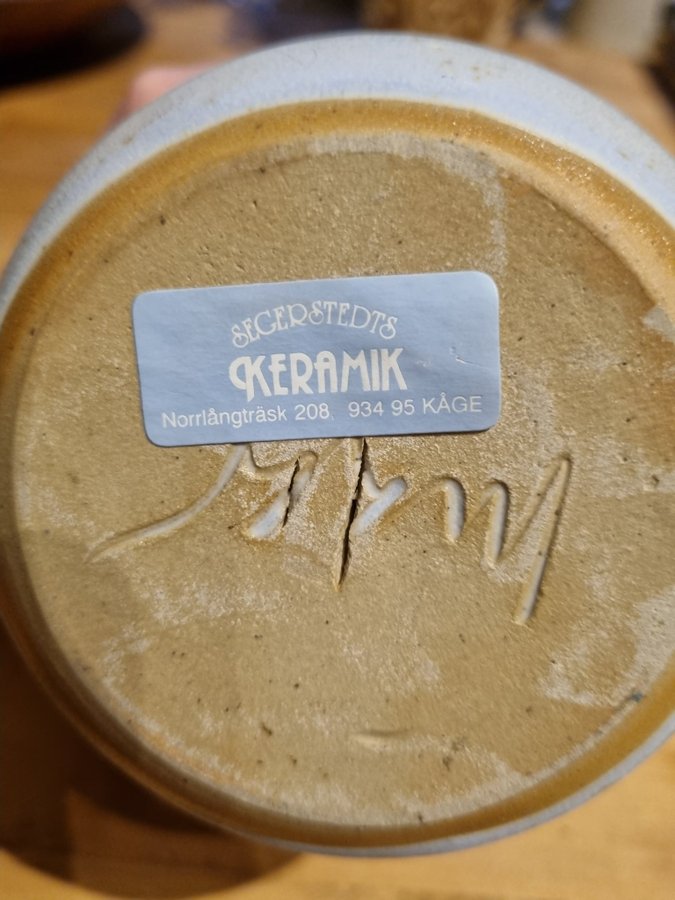 SEGERSTEDTS
KERAMIK
Norrlångträsk 208, 934 95 KÅGE